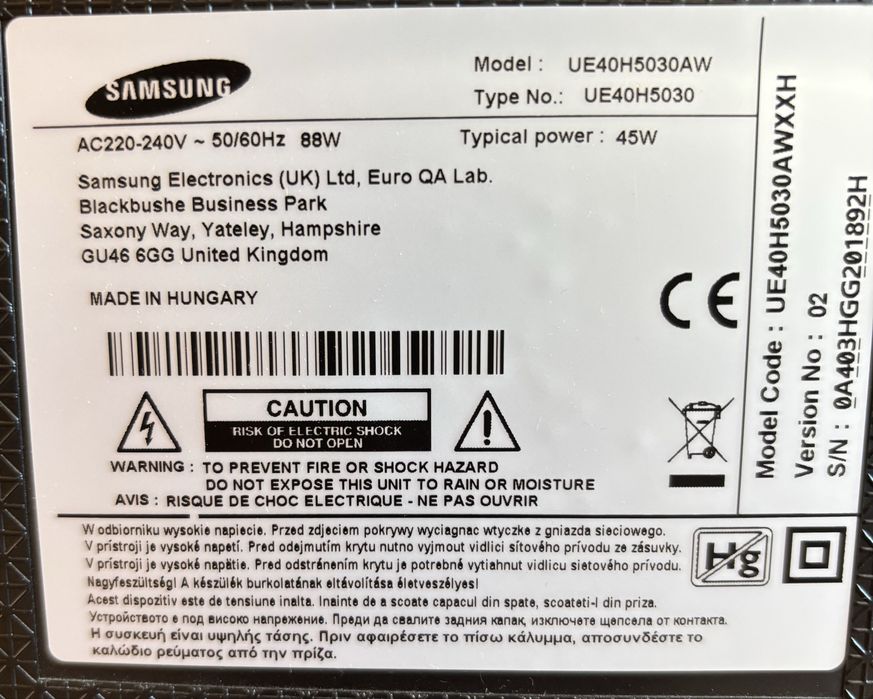 SAMSUNG
Model : UE40H5030AW
Type No.: UE40H5030
AC220-240V ~ 50/60Hz 88W Typical power : 45W
Samsung Electronics (UK) Ltd, Euro QA Lab.
Blackbushe Business Park
Saxony Way, Yateley, Hampshire
GU46 6GG United Kingdom
MADE IN HUNGARY
CE
CAUTION
RISK OF ELECTRIC SHOCK
DO NOT OPEN
WARNING : TO PREVENT FIRE OR SHOCK HAZARD
DO NOT EXPOSE THIS UNIT TO RAIN OR MOISTURE
AVIS : RISQUE DE CHOC ELECTRIQUE - NE PAS OUVRIR
W odbiorniku wysokie napiecie. Przed zdjeciem pokrywy wyciagnac wtyczke z gniazda sieciowego.
V prístroji je vysoké napetí. Pred odejmutím krytu nutno vyjmout vidlici sítového prívodu ze zásuvky.
V prístroji je vysoké napätie. Pred odstránením krytu je potrebné vytiahnut vidlicu sietového prívodu.
Nagyfeszültség! A készülék burkolatának eltávolítása életveszélyes!
Acest dispozitiv este de tensiune inalta. Inainte de a scoate capacul din spate, scoateti-l din priza.
Устройството е под високо напрежение. Преди да свалите задния капак, изключете щепсела от контакта.
Η συσκευή είναι υψηλής τάσης. Πριν αφαιρέσετε το πίσω κάλυμμα, αποσυνδέστε το
καλώδιο ρεύματος από την πρίζα.
Hg
Model Code : UE40H5030AWXXH
Version No : 02
S/N : 0A403HGG201892H